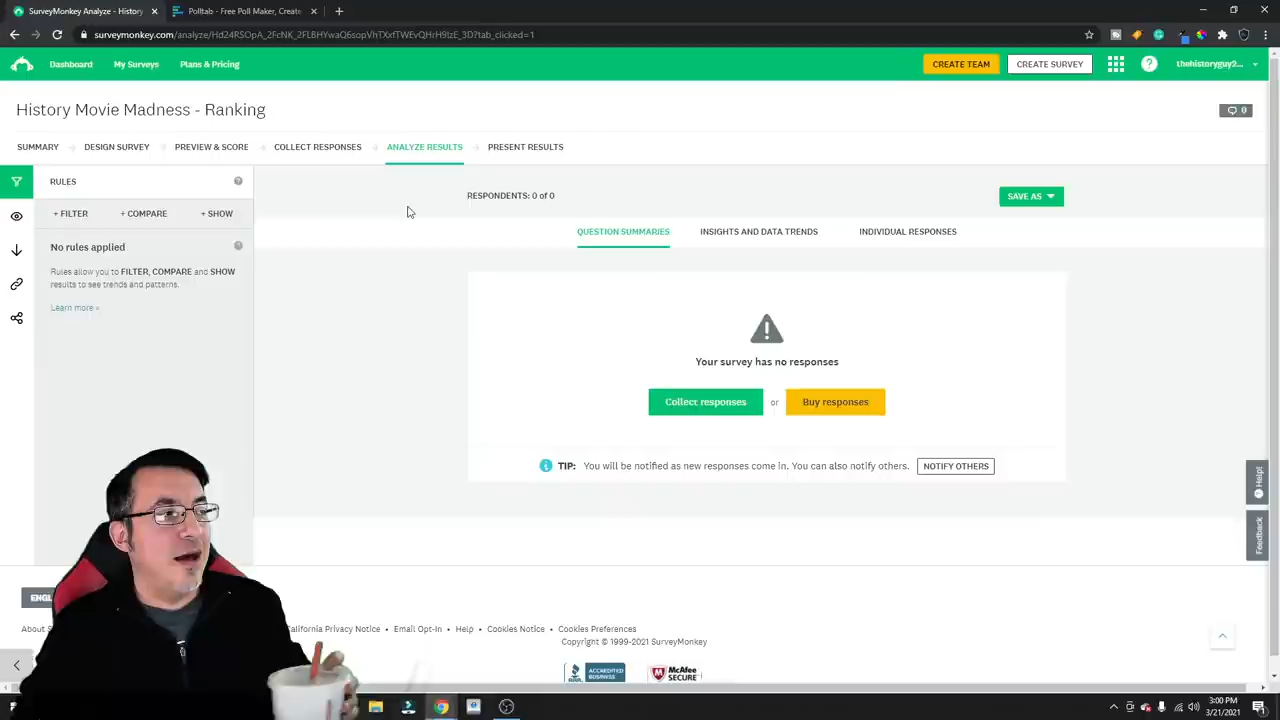 SurveyMonkey Analyze - History
Polltab - Free Poll Maker, Create
surveymonkey.com/analyze/Hd24RSOpA_2FcNK_2FLBHYwaQ6sopVhTXxfTWEvQHrH9lzE_3D?tab_clicked=1
Dashboard My Surveys Plans & Pricing CREATE TEAM CREATE SURVEY thehistoryguy2...
History Movie Madness - Ranking 0
SUMMARY DESIGN SURVEY PREVIEW & SCORE COLLECT RESPONSES ANALYZE RESULTS PRESENT RESULTS
RULES
RESPONDENTS: 0 of 0 SAVE AS
+ FILTER + COMPARE + SHOW
QUESTION SUMMARIES INSIGHTS AND DATA TRENDS INDIVIDUAL RESPONSES
No rules applied
Rules allow you to FILTER, COMPARE and SHOW
results to see trends and patterns.
Learn more »
Your survey has no responses
Collect responses or Buy responses
TIP: You will be notified as new responses come in. You can also notify others. NOTIFY OTHERS
Help!
Feedback
ENGL
About S
California Privacy Notice • Email Opt-In • Help • Cookies Notice • Cookies Preferences
Copyright © 1999-2021 SurveyMonkey
BBB ACCREDITED BUSINESS McAfee SECURE
3:00 PM
3/21/2021